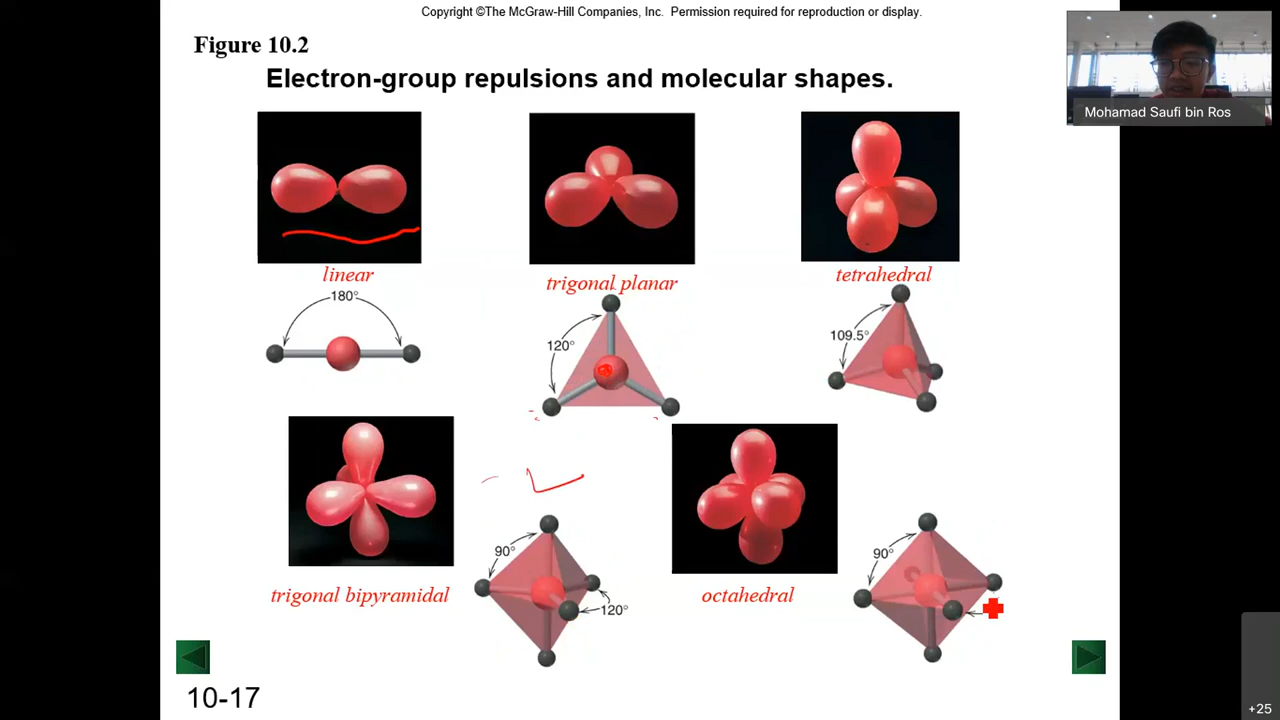 Copyright ©The McGraw-Hill Companies, Inc. Permission required for reproduction or display.
Figure 10.2
Electron-group repulsions and molecular shapes.
Mohamad Saufi bin Ros
linear
trigonal planar
tetrahedral
180°
120°
109.5°
90°
120°
90°
trigonal bipyramidal
octahedral
10-17
+25